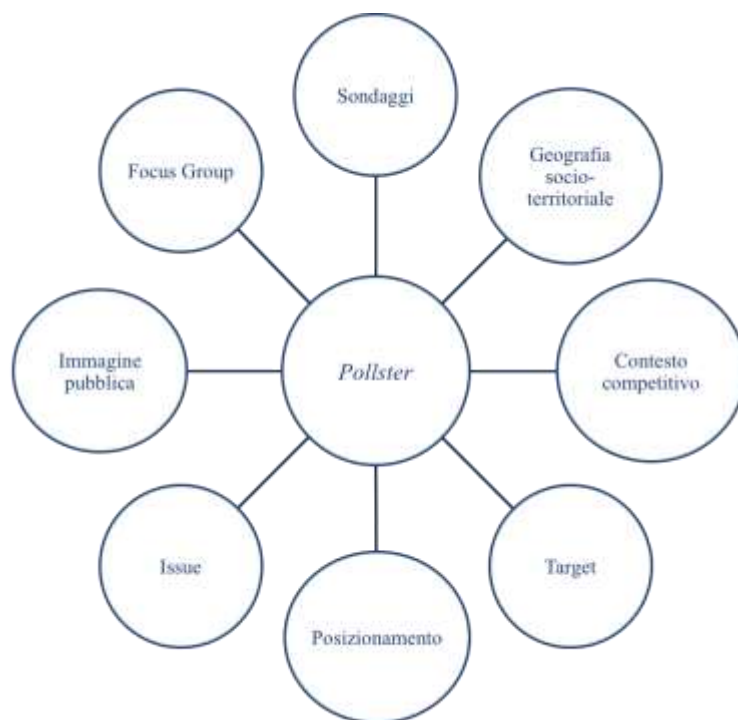 Sondaggi
Focus Group
Geografia
socio-
territoriale
Immagine
pubblica
Pollster
Contesto
competitivo
Issue
Target
Posizionamento